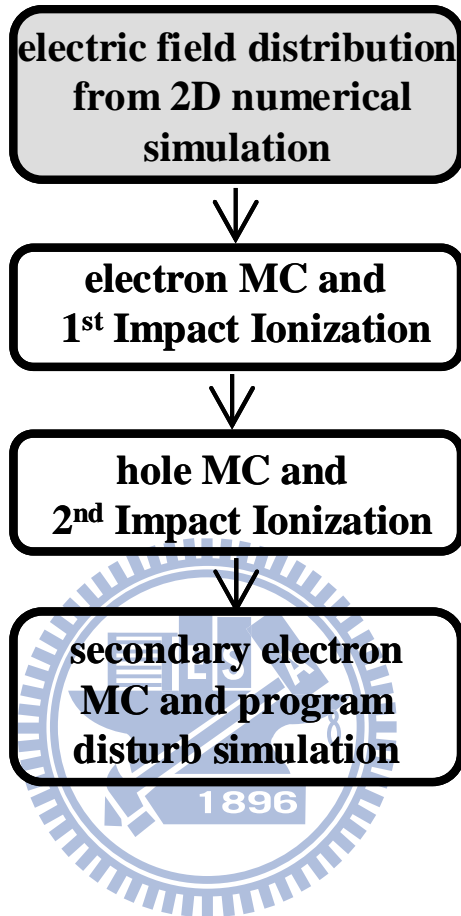 electric field distribution
from 2D numerical
simulation
electron MC and
1st Impact Ionization
hole MC and
2nd Impact Ionization
secondary electron
MC and program
disturb simulation
1896